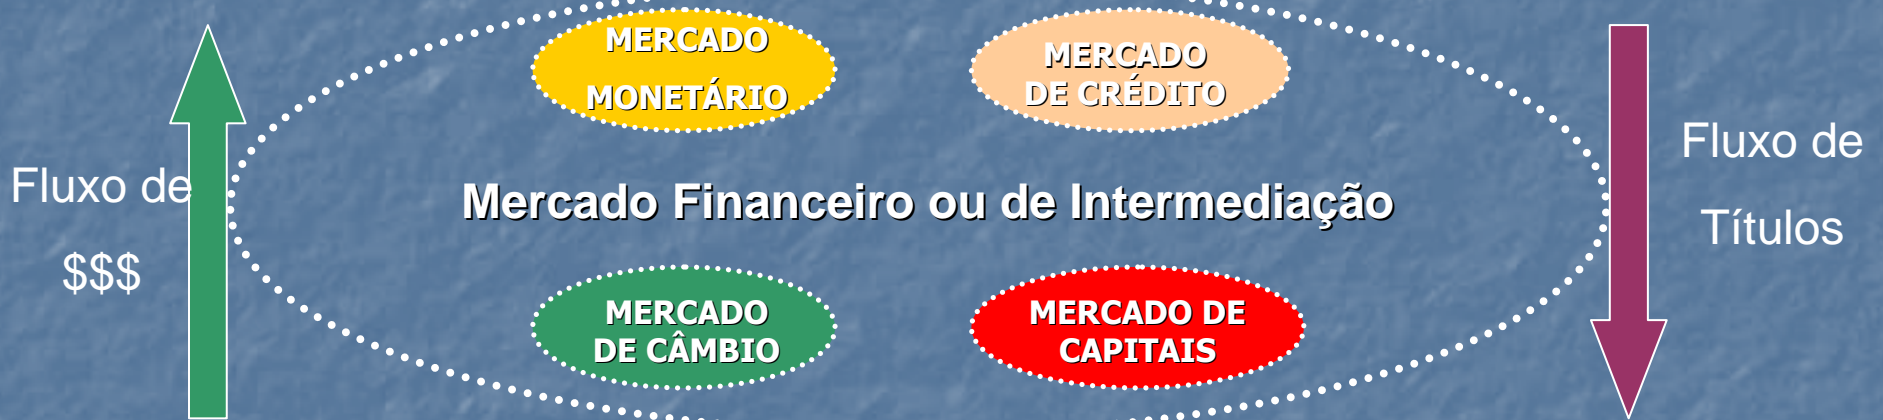 MERCADO
MONETÁRIO
MERCADO
DE CRÉDITO
Fluxo de
$$$
Mercado Financeiro ou de Intermediação
Fluxo de
Títulos
MERCADO
DE CÂMBIO
MERCADO DE
CAPITAIS